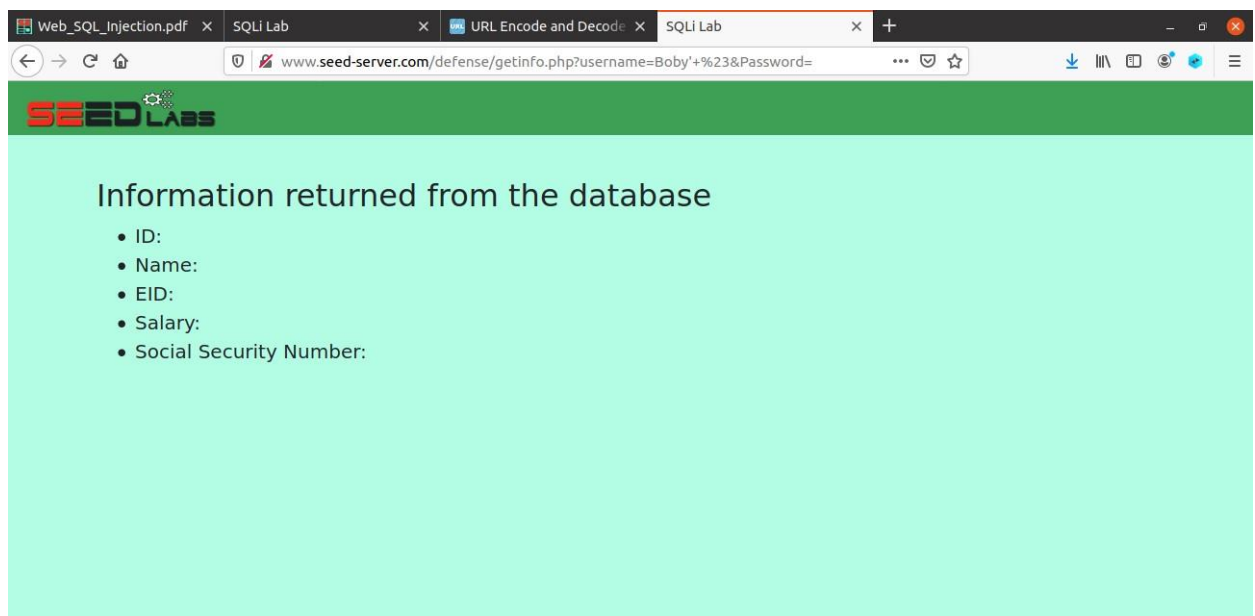 Web_SQL_Injection.pdf SQLi Lab URL Encode and Decode SQLi Lab
www.seed-server.com/defense/getinfo.php?username=Boby'+%23&Password=
SEED LABS
Information returned from the database
• ID:
• Name:
• EID:
• Salary:
• Social Security Number: